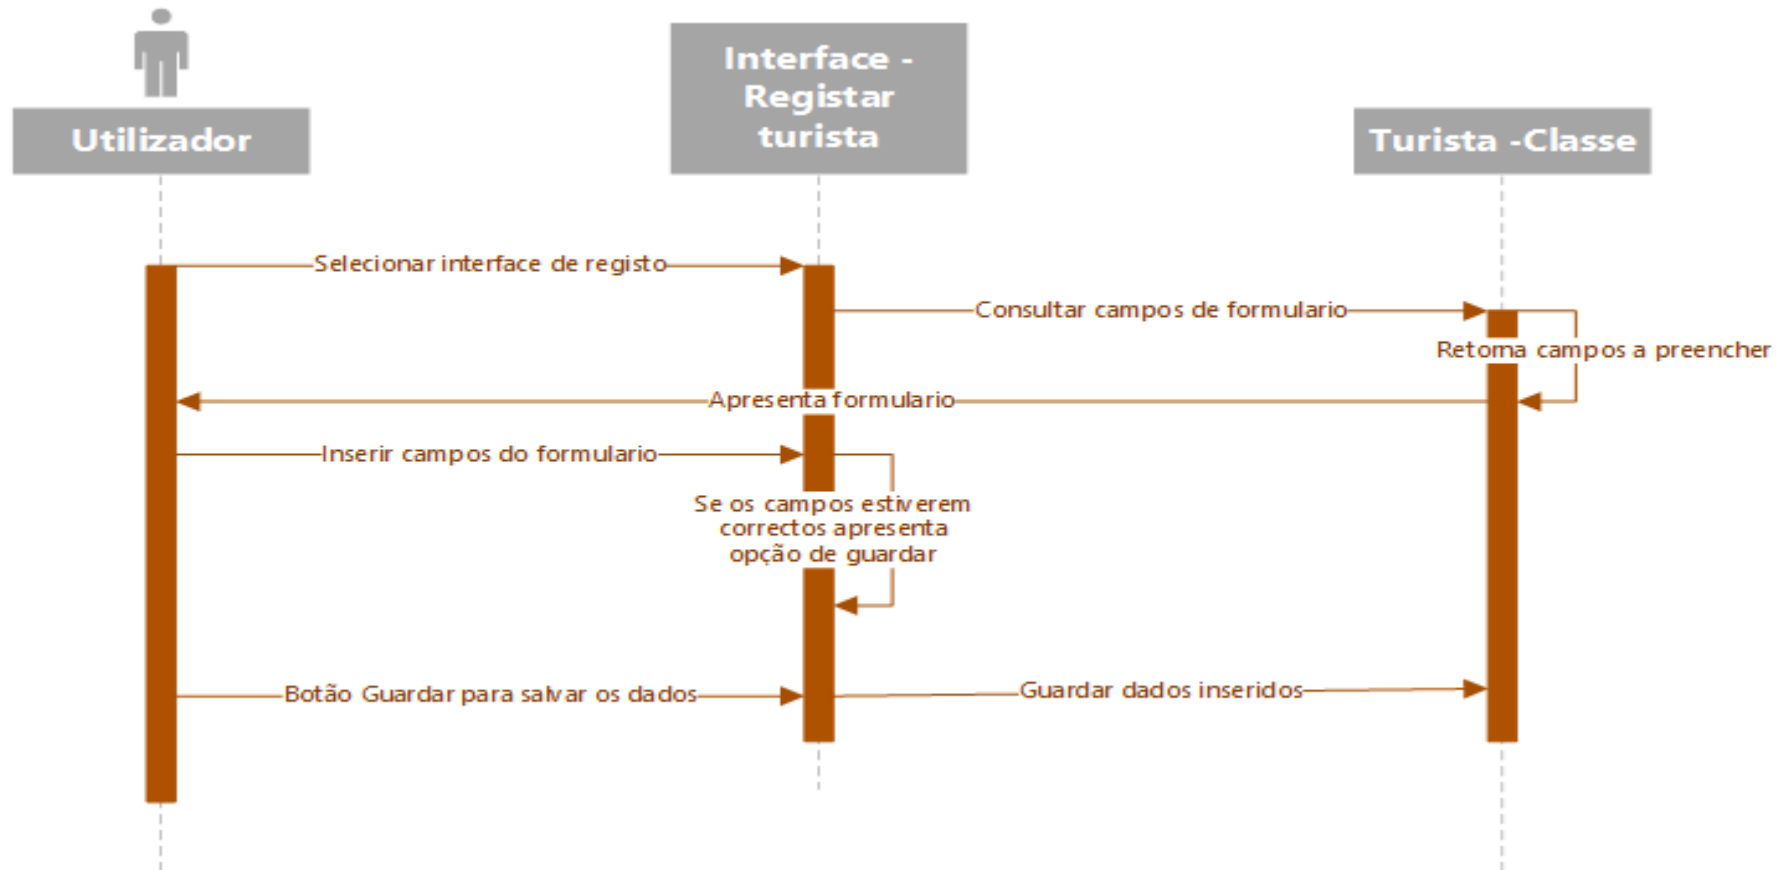 Utilizador
Interface -
Registar
turista
Turista -Classe
Selecionar interface de registo
Consultar campos de formulario
Retorna campos a preencher
Apresenta formulario
Inserir campos do formulario
Se os campos estiverem
correctos apresenta
opção de guardar
Botão Guardar para salvar os dados
Guardar dados inseridos